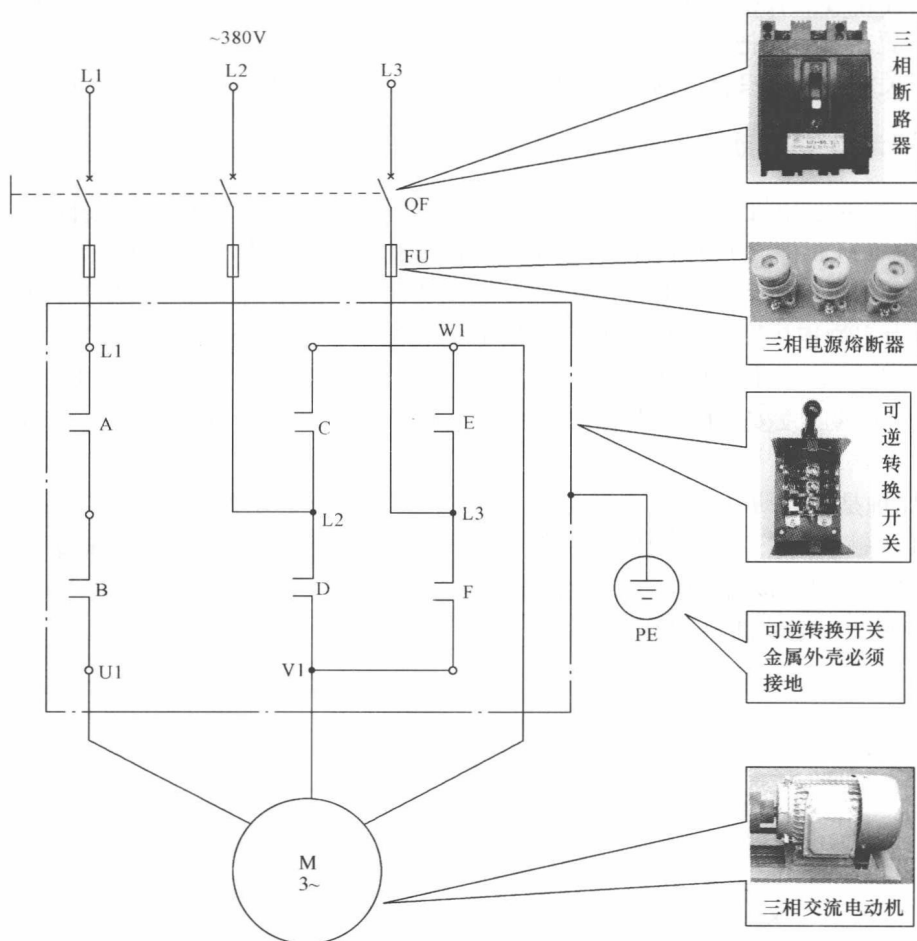 ~380V
L1
L2
L3
QF
FU
L1
W1
A
C
E
L2
L3
B
D
F
PE
U1
V1
M
3~
三相断路器
三相电源熔断器
可逆转换开关
可逆转换开关
金属外壳必须
接地
三相交流电动机